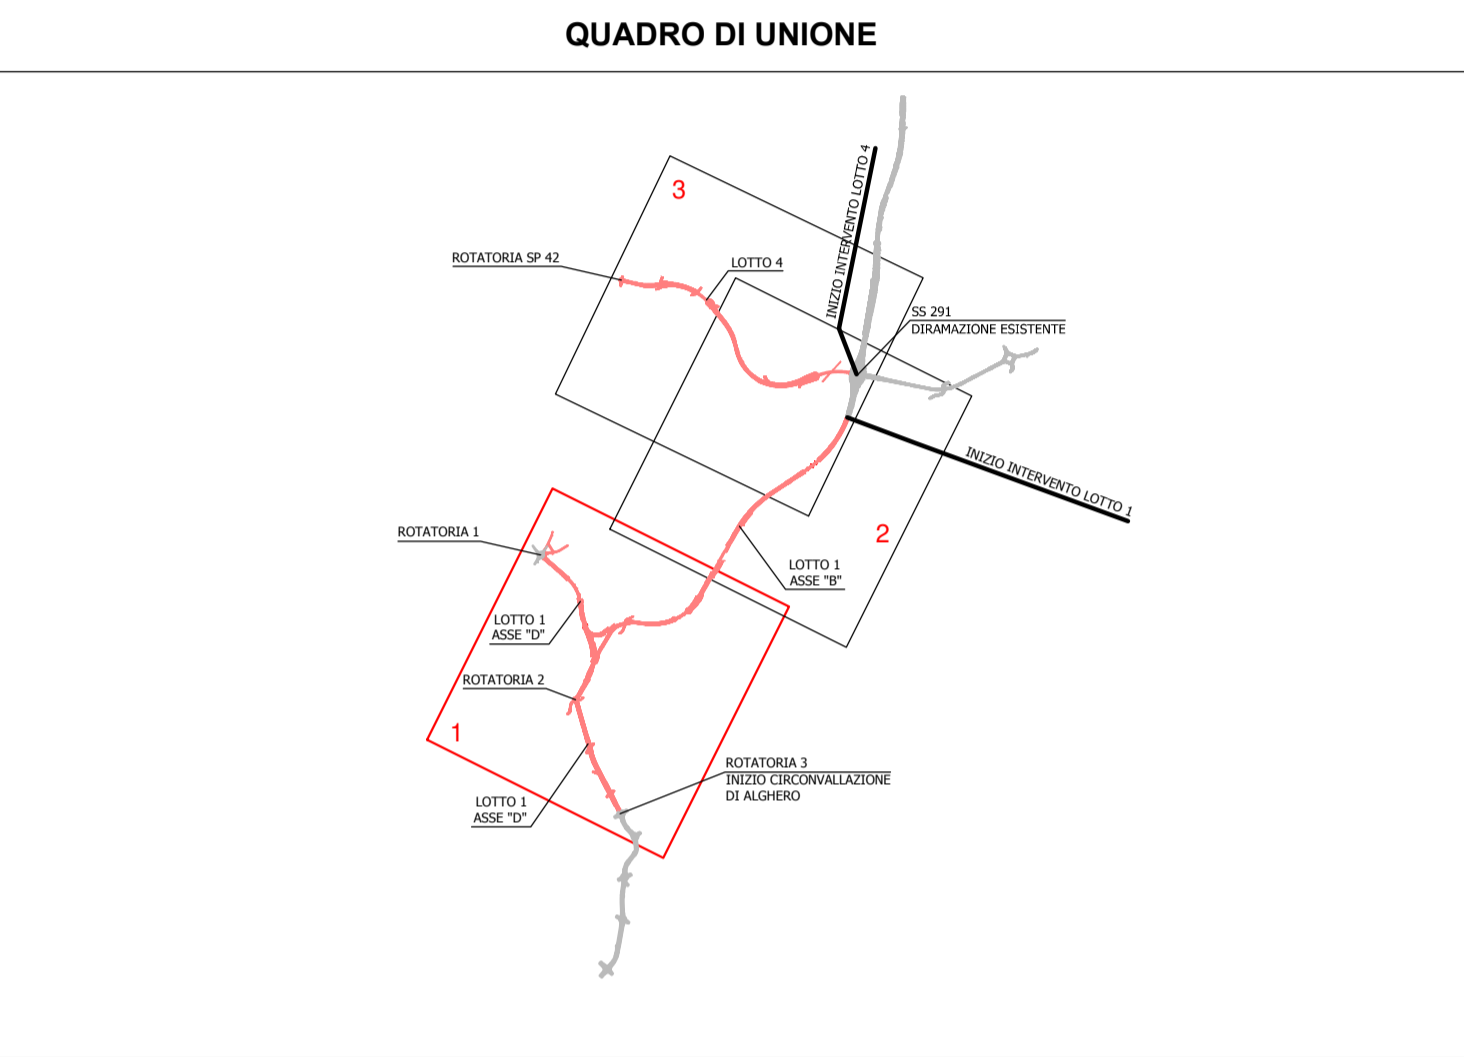 QUADRO DI UNIONE
INIZIO INTERVENTO LOTTO 4
3
ROTATORIA SP 42
LOTTO 4
SS 291
DIRAMAZIONE ESISTENTE
INIZIO INTERVENTO LOTTO 1
2
ROTATORIA 1
LOTTO 1
ASSE "B"
LOTTO 1
ASSE "D"
ROTATORIA 2
1
ROTATORIA 3
INIZIO CIRCONVALLAZIONE
DI ALGHERO
LOTTO 1
ASSE "D"